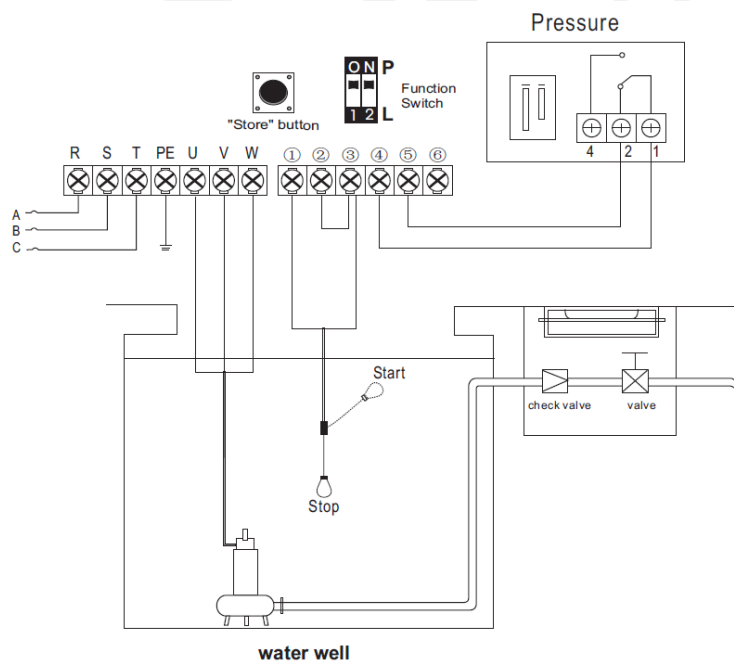 Pressure
ON P
Function
Switch
1 2 L
"Store" button
4 2 1
R S T PE U V W ① ② ③ ④ ⑤ ⑥
A
B
C
Start
Stop
check valve valve
water well